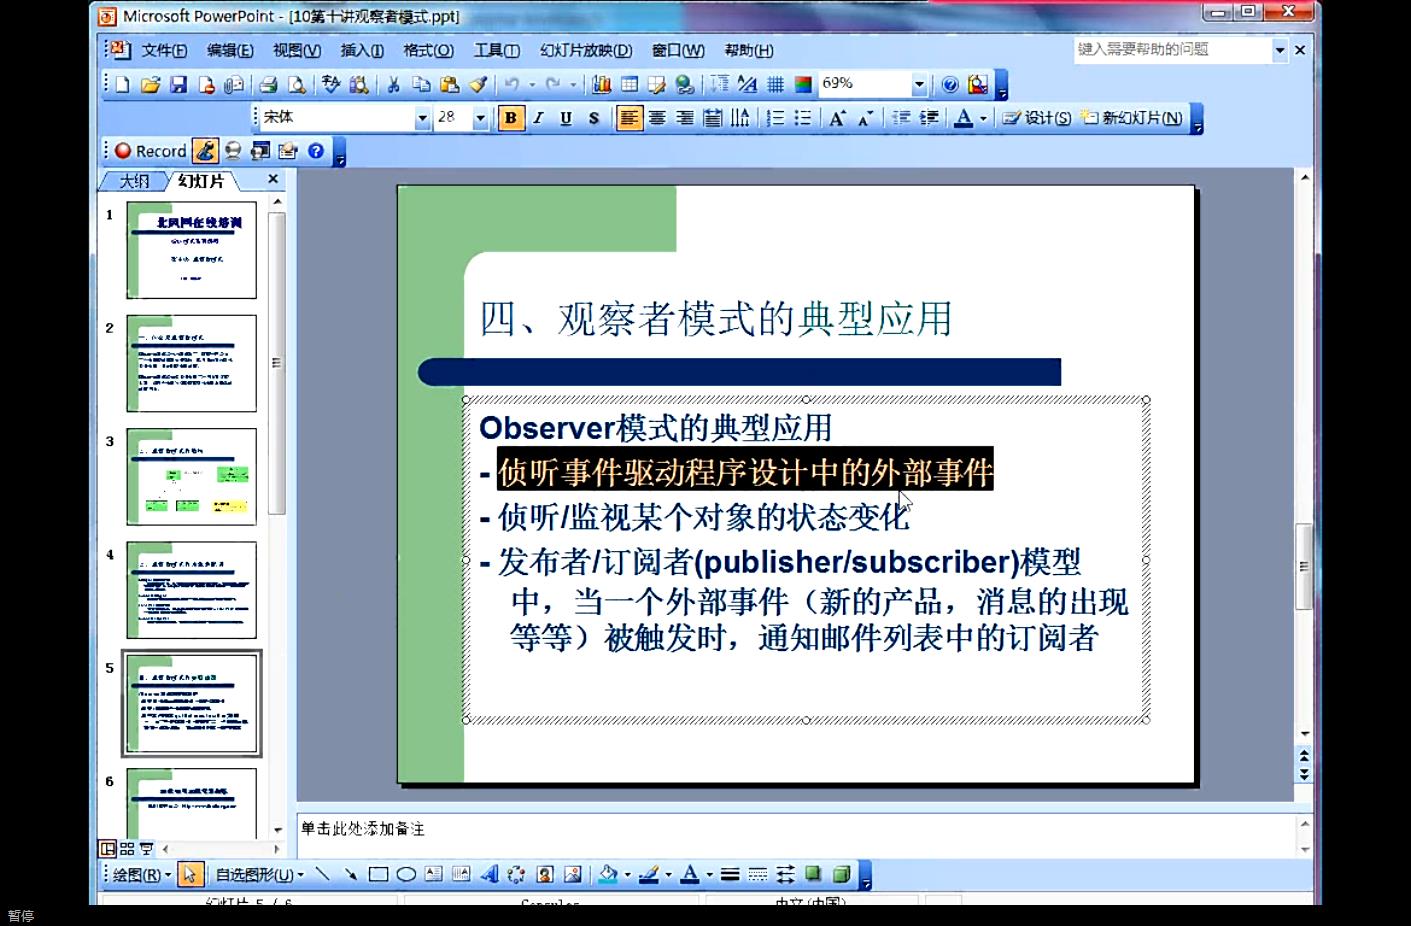 Microsoft PowerPoint - [10第十讲观察者模式.ppt]
文件(F) 编辑(E) 视图(V) 插入(I) 格式(O) 工具(T) 幻灯片放映(D) 窗口(W) 帮助(H) 键入需要帮助的问题
69%
宋体 28 B I U S 设计(S) 新幻灯片(N)
Record
大纲 幻灯片
1
北风网在线培训
2
3
4
5
6
四、观察者模式的典型应用
Observer模式的典型应用
- 侦听事件驱动程序设计中的外部事件
- 侦听/监视某个对象的状态变化
- 发布者/订阅者(publisher/subscriber)模型
中，当一个外部事件（新的产品，消息的出现
等等）被触发时，通知邮件列表中的订阅者
单击此处添加备注
绘图(R) 自选图形(U)
幻灯片 5 / 6 Capsules 中文(中国)
暂停